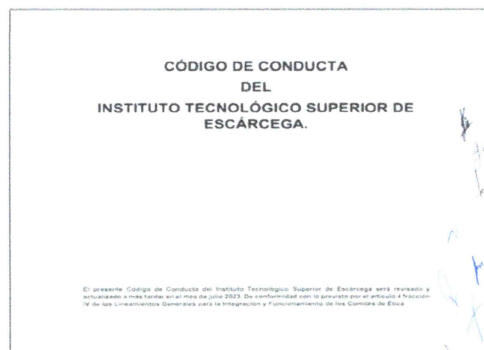 CÓDIGO DE CONDUCTA
DEL
INSTITUTO TECNOLÓGICO SUPERIOR DE
ESCÁRCEGA.
El presente Código de Conducta del Instituto Tecnológico Superior de Escárcega será revisado y
actualizado a más tardar en el mes de julio 2023. De conformidad con lo previsto por el artículo 4 fracción
IV de los Lineamientos Generales para la Integración y Funcionamiento de los Comités de Ética